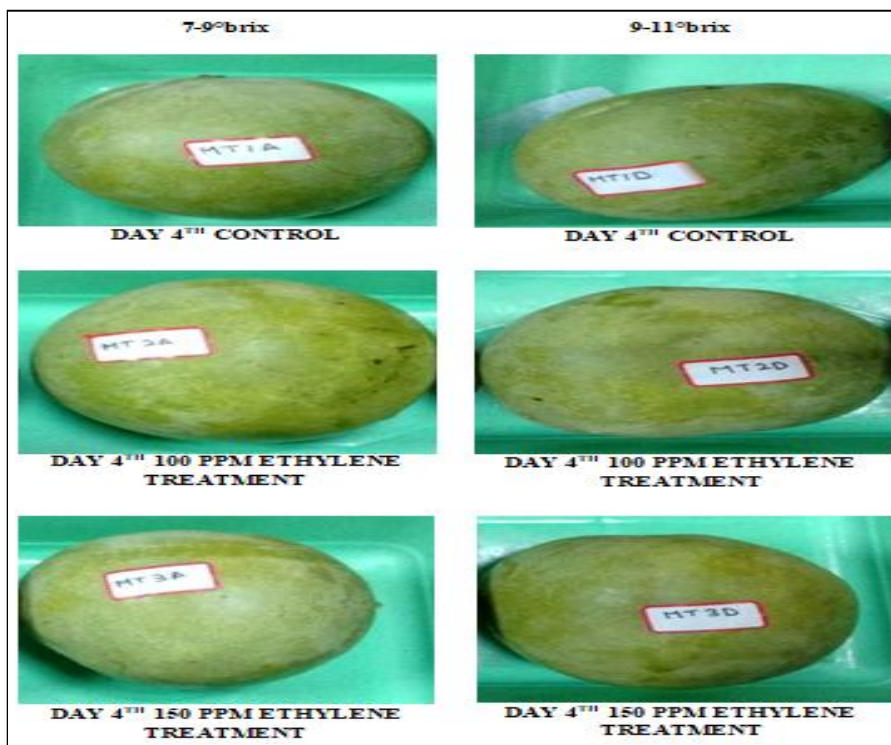 7-9°brix
9-11°brix
MT1A
MT1D
DAY 4TH CONTROL
DAY 4TH CONTROL
MT2A
MT2D
DAY 4TH 100 PPM ETHYLENE
TREATMENT
DAY 4TH 100 PPM ETHYLENE
TREATMENT
MT3A
MT3D
DAY 4TH 150 PPM ETHYLENE
TREATMENT
DAY 4TH 150 PPM ETHYLENE
TREATMENT